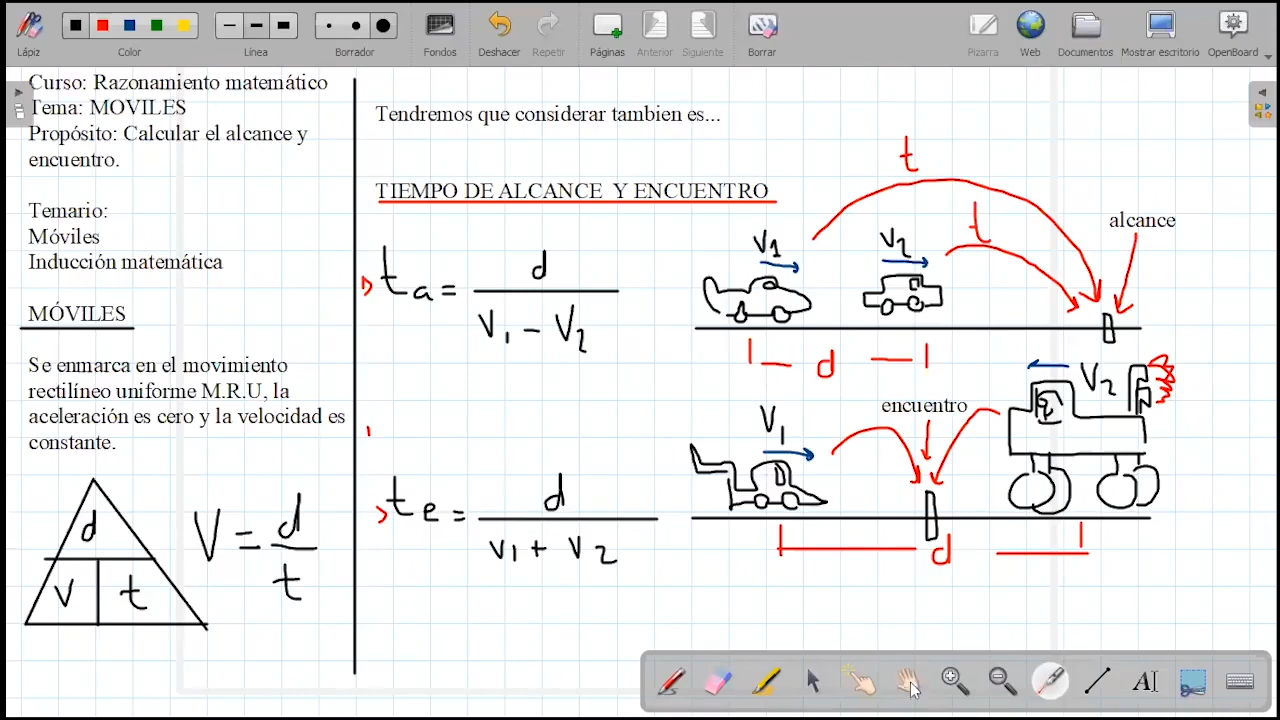 Lápiz
Color
Línea
Borrador
Fondos
Deshacer
Repetir
Páginas
Anterior
Siguiente
Borrar
Pizarra
Web
Documentos
Mostrar escritorio
OpenBoard
Curso: Razonamiento matemático
Tema: MOVILES
Propósito: Calcular el alcance y
encuentro.
Temario:
Móviles
Inducción matemática
MÓVILES
Se enmarca en el movimiento
rectilíneo uniforme M.R.U, la
aceleración es cero y la velocidad es
constante.
d
V t
V = d / t
Tendremos que considerar tambien es...
TIEMPO DE ALCANCE Y ENCUENTRO
ta = d / V1 - V2
t
t
alcance
V1
V2
d
te = d / V1 + V2
encuentro
V1
V2
d
AI